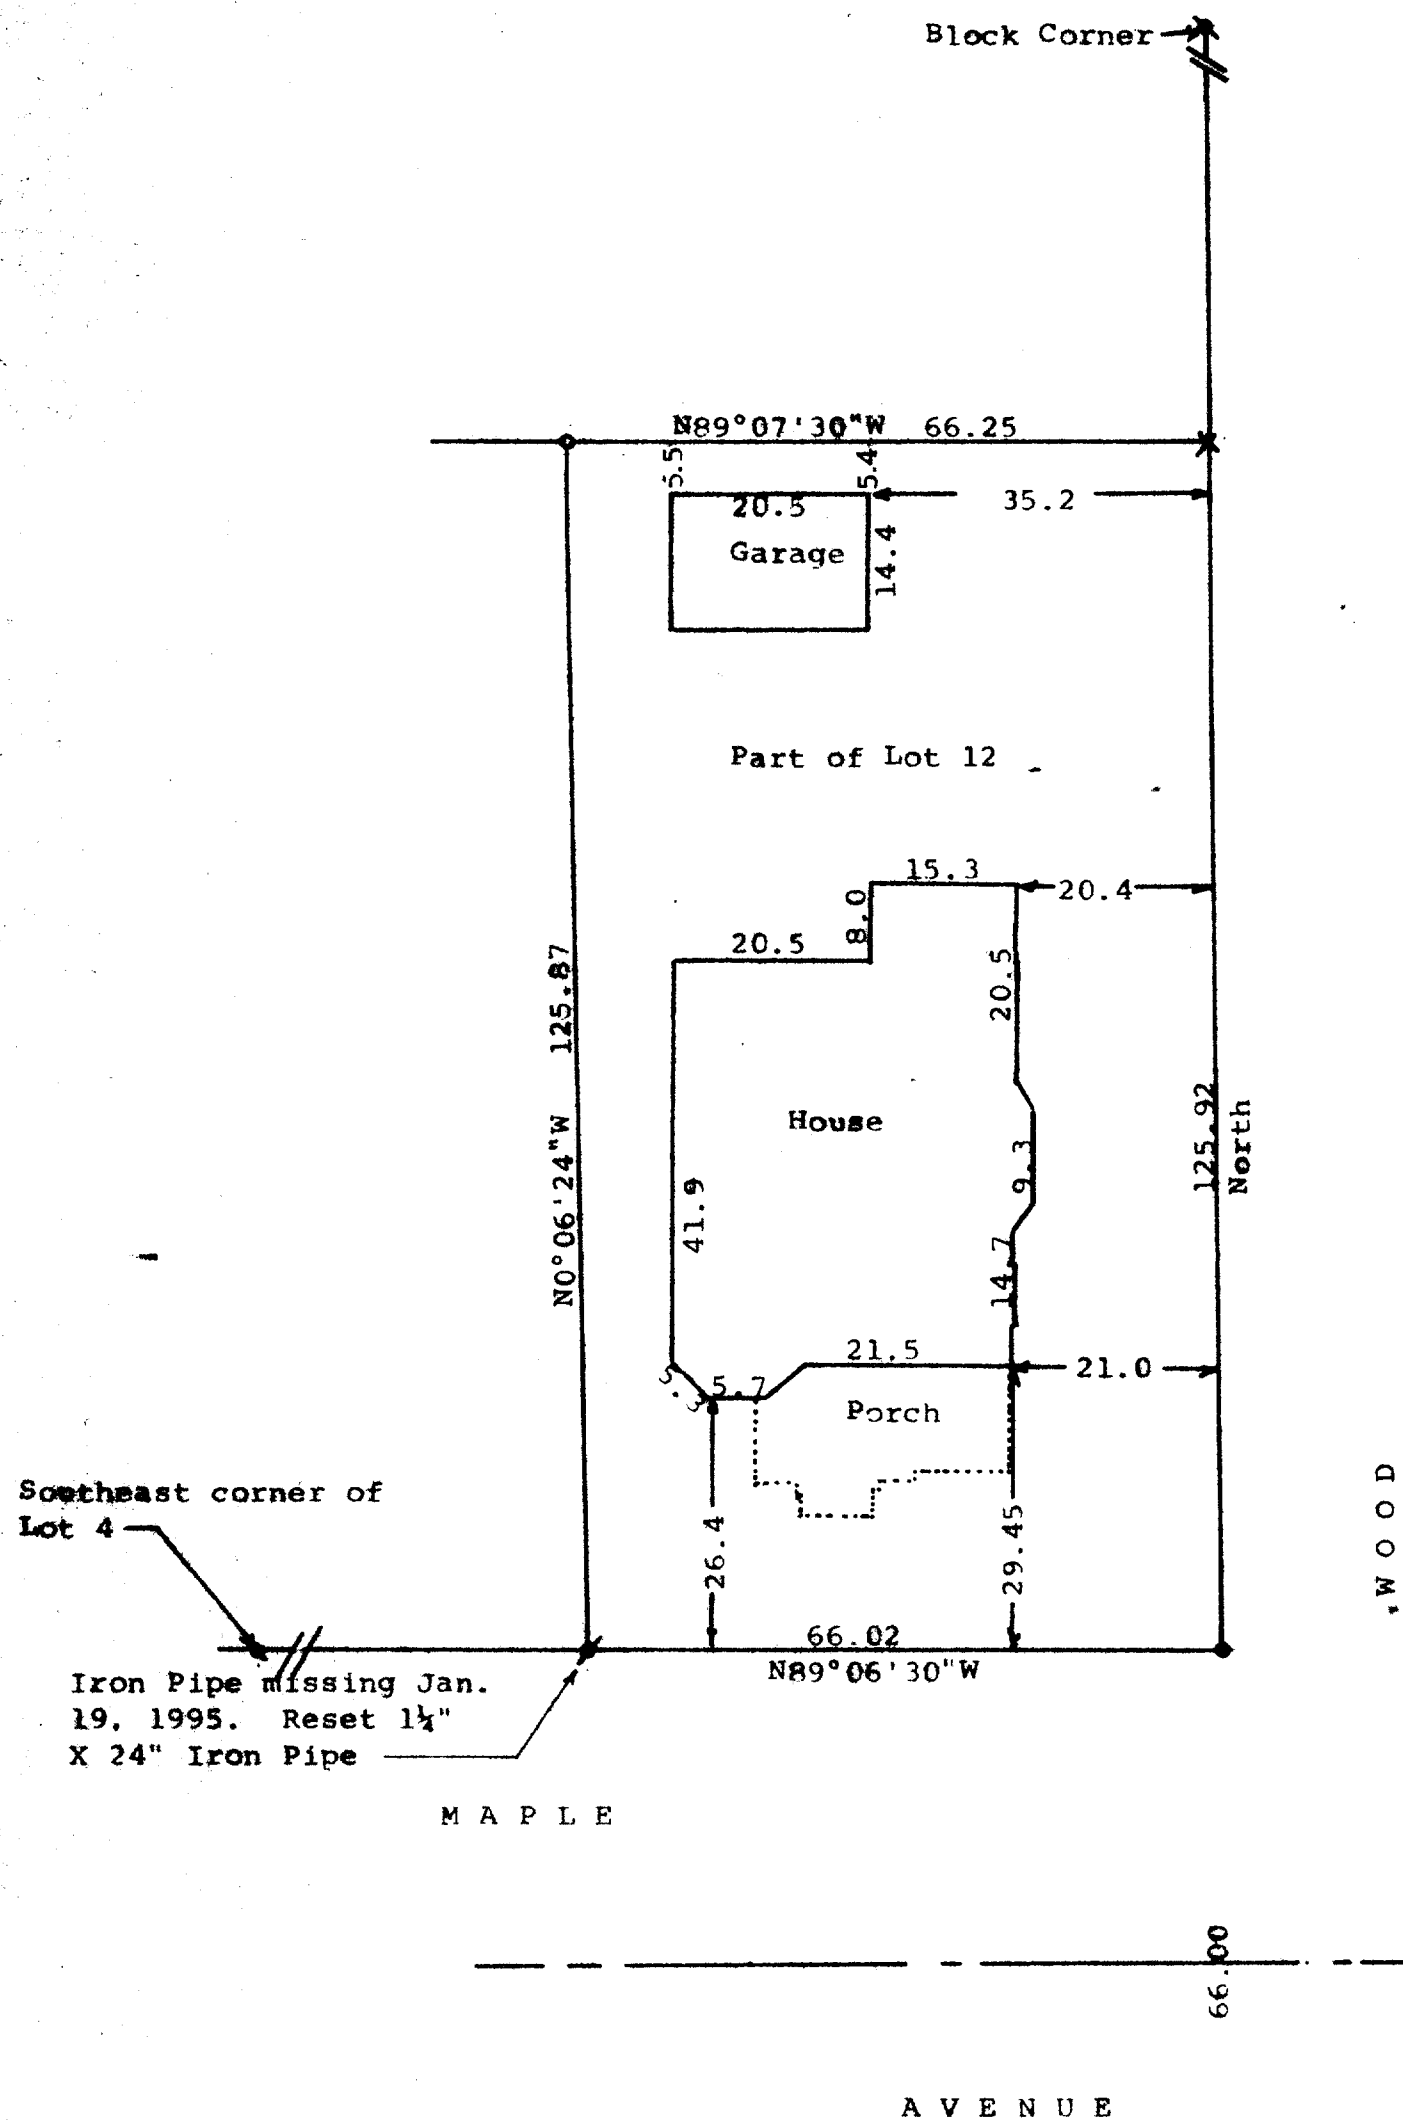 Block Corner
N89°07'30"W 66.25
5.5
5.4
20.5
35.2
Garage
14.4
Part of Lot 12
15.3
20.4
8.0
20.5
20.5
125.87
N0°06'24"W
House
125.92
North
9.3
41.9
14.7
21.5
21.0
5.3
5.7
Porch
Southeast corner of
Lot 4
WOOD
26.4
29.45
66.02
N89°06'30"W
Iron Pipe missing Jan.
19, 1995. Reset 1¼"
X 24" Iron Pipe
MAPLE
66.00
AVENUE